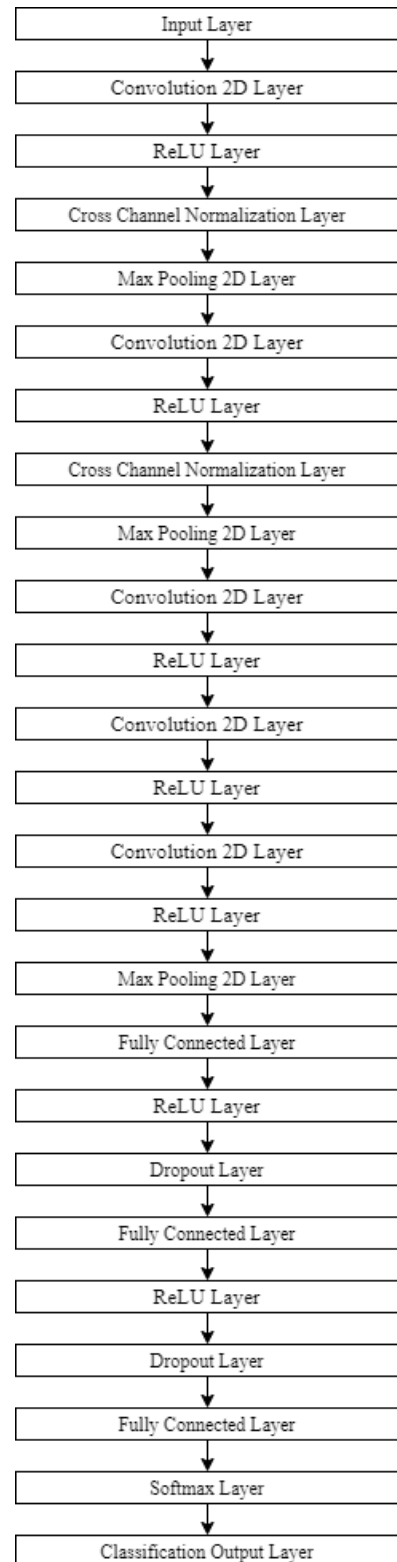 Input Layer
Convolution 2D Layer
ReLU Layer
Cross Channel Normalization Layer
Max Pooling 2D Layer
Convolution 2D Layer
ReLU Layer
Cross Channel Normalization Layer
Max Pooling 2D Layer
Convolution 2D Layer
ReLU Layer
Convolution 2D Layer
ReLU Layer
Convolution 2D Layer
ReLU Layer
Max Pooling 2D Layer
Fully Connected Layer
ReLU Layer
Dropout Layer
Fully Connected Layer
ReLU Layer
Dropout Layer
Fully Connected Layer
Softmax Layer
Classification Output Layer